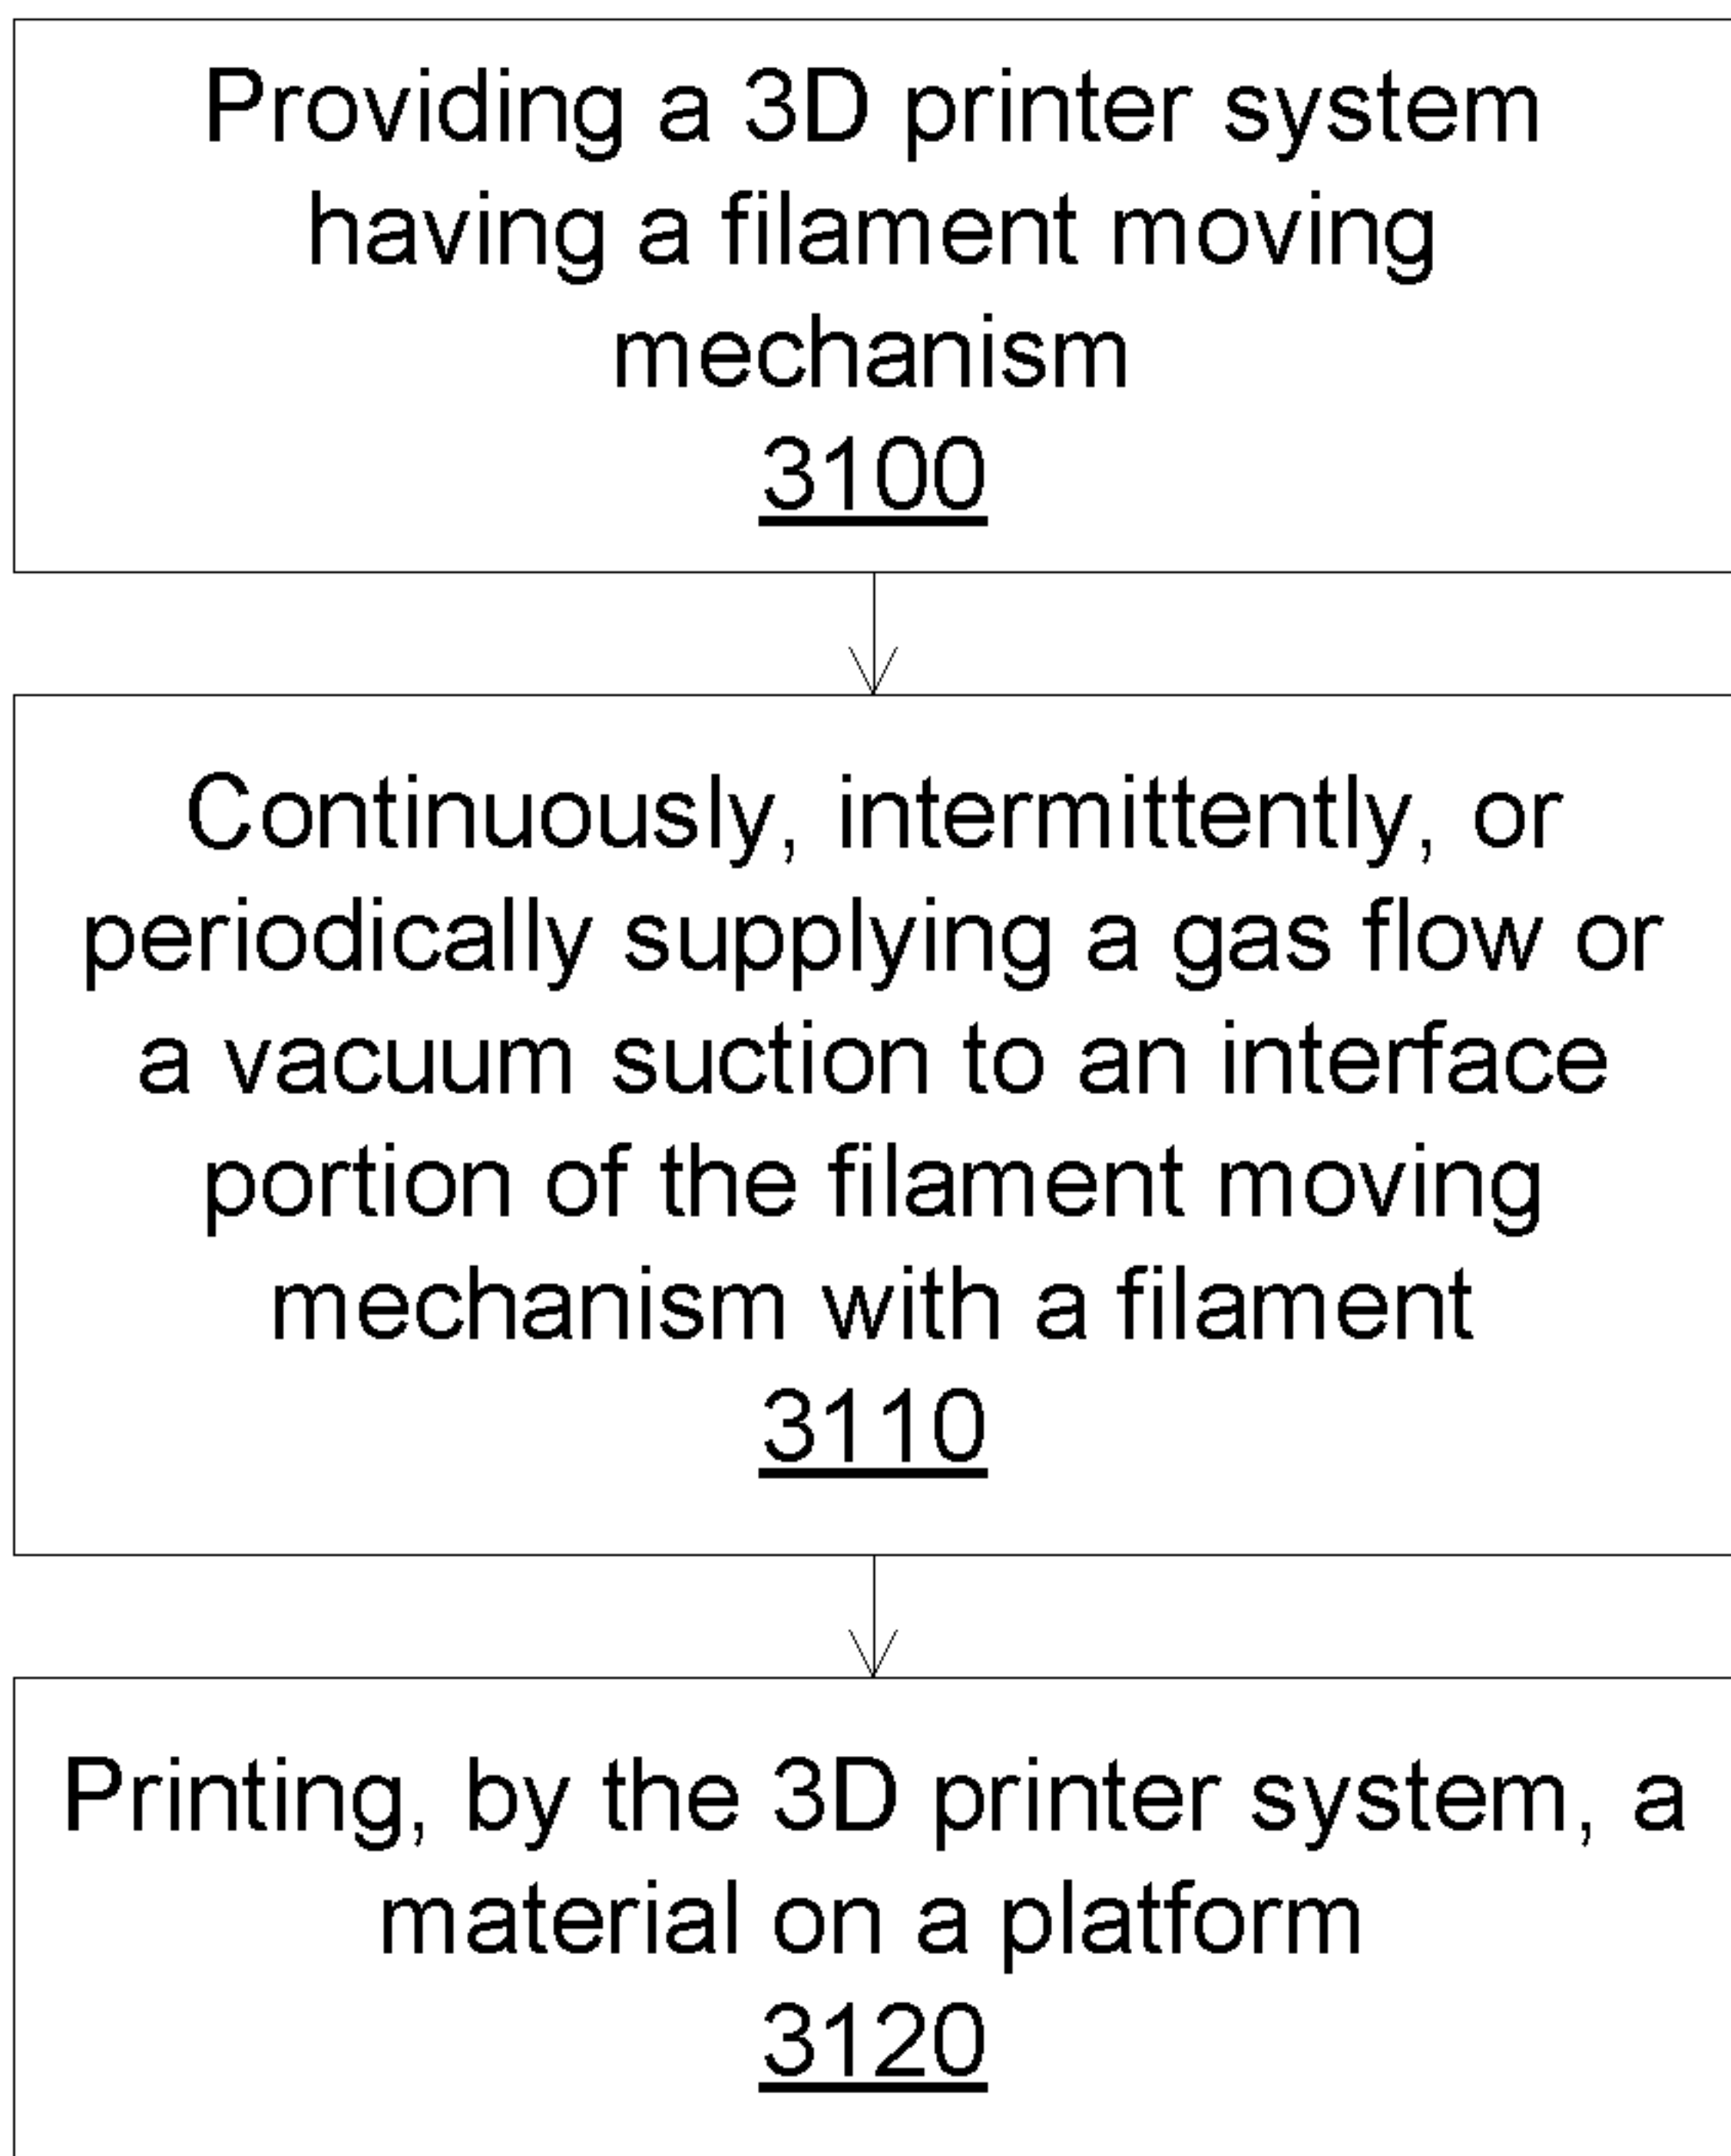 Providing a 3D printer system
having a filament moving
mechanism
3100
Continuously, intermittently, or
periodically supplying a gas flow or
a vacuum suction to an interface
portion of the filament moving
mechanism with a filament
3110
Printing, by the 3D printer system, a
material on a platform
3120